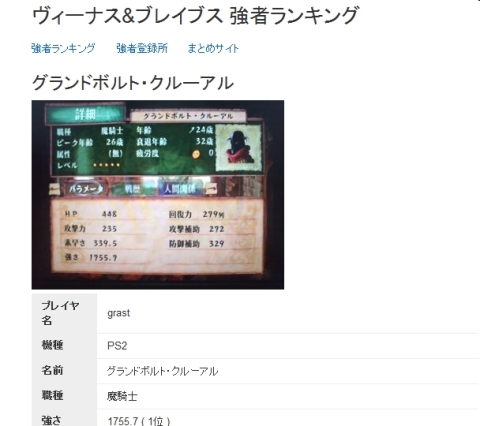 ヴィーナス&ブレイブス 強者ランキング
強者ランキング 強者登録所 まとめサイト
グランドボルト・クルーアル
詳細 グランドボルト・クルーアル
職種 魔騎士 年齢 ♂24歳
ピーク年齢 26歳 衰退年齢 32歳
属性 (無) 疲労度 0
レベル ★★★★★
パラメータ 戦歴 人間関係
HP 448 回復力 279
攻撃力 235 攻撃補助 272
素早さ 339.5 防御補助 329
強さ 1755.7
プレイヤ名 grast
機種 PS2
名前 グランドボルト・クルーアル
職種 魔騎士
強さ 1755.7 ( 1位 )